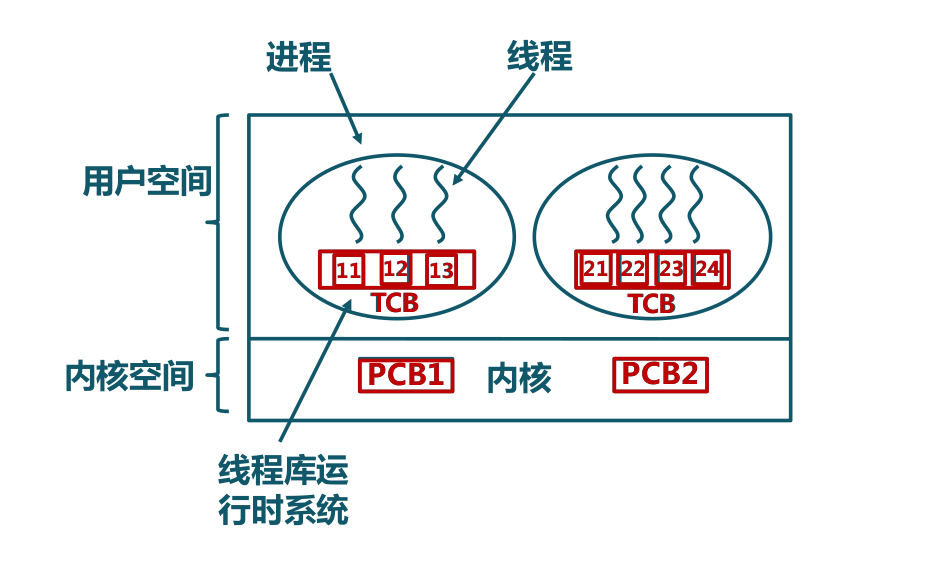 进程
线程
用户空间
11 12 13
TCB
21 22 23 24
TCB
内核空间
PCB1
内核
PCB2
线程库运
行时系统